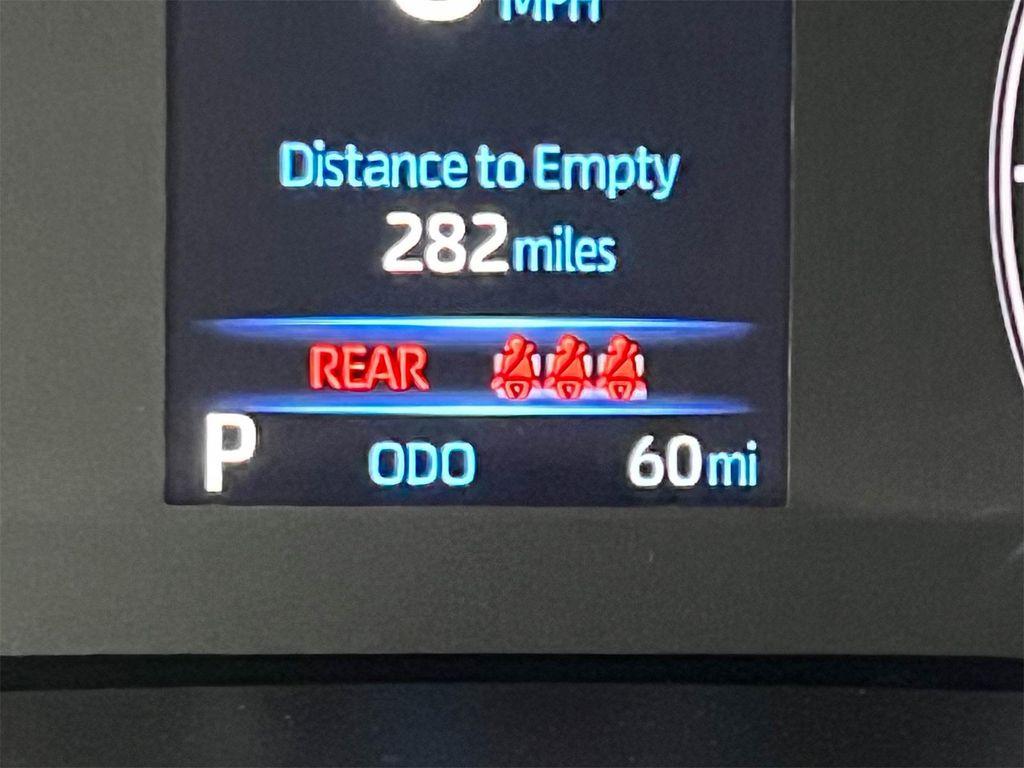 MPH
Distance to Empty
282 miles
REAR
P ODO 60 mi